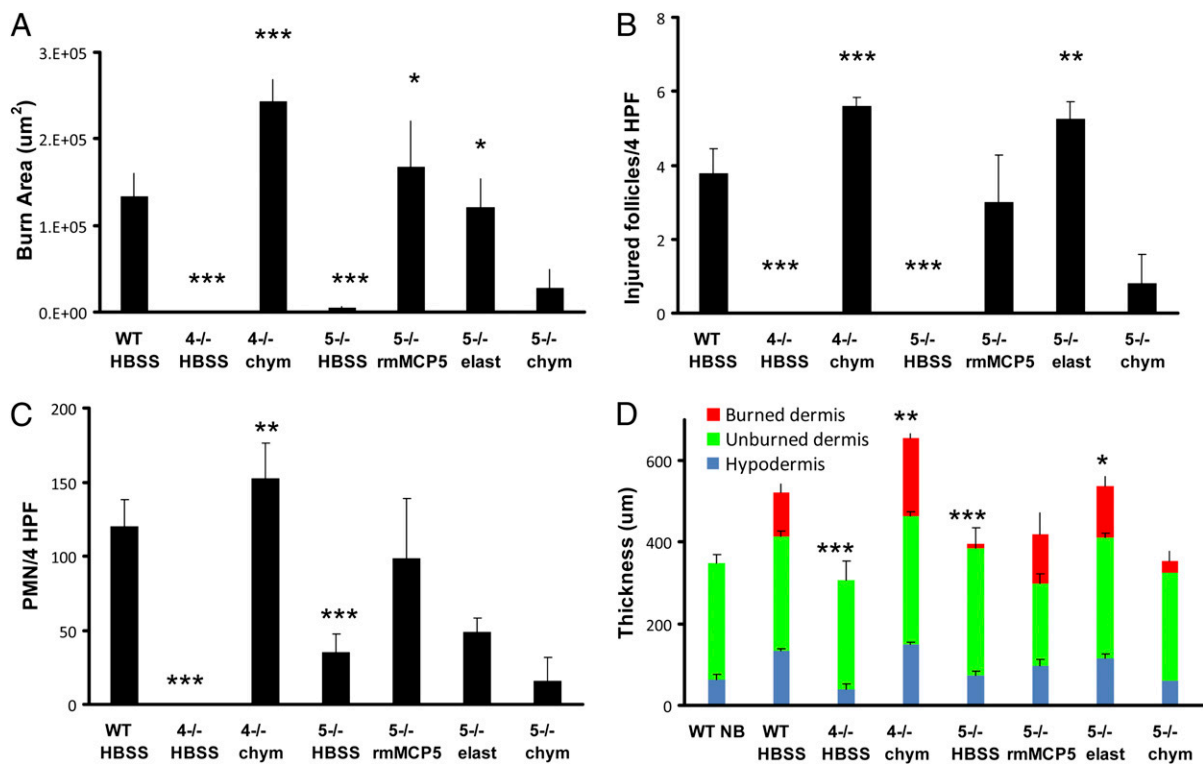 A
Burn Area (um²)
3.E+05
2.E+05
1.E+05
0.E+00
***
***
***
*
*
WT 4-/- 4-/- 5-/- 5-/- 5-/- 5-/-
HBSS HBSS chym HBSS rmMCP5 elast chym
B
Injured follicles/4 HPF
8
6
4
2
0
***
**
***
***
WT 4-/- 4-/- 5-/- 5-/- 5-/- 5-/-
HBSS HBSS chym HBSS rmMCP5 elast chym
C
PMN/4 HPF
200
150
100
50
0
**
***
***
WT 4-/- 4-/- 5-/- 5-/- 5-/- 5-/-
HBSS HBSS chym HBSS rmMCP5 elast chym
D
Burned dermis
Unburned dermis
Hypodermis
Thickness (um)
600
400
200
0
**
*
***
***
WT NB WT 4-/- 4-/- 5-/- 5-/- 5-/- 5-/-
HBSS HBSS chym HBSS rmMCP5 elast chym